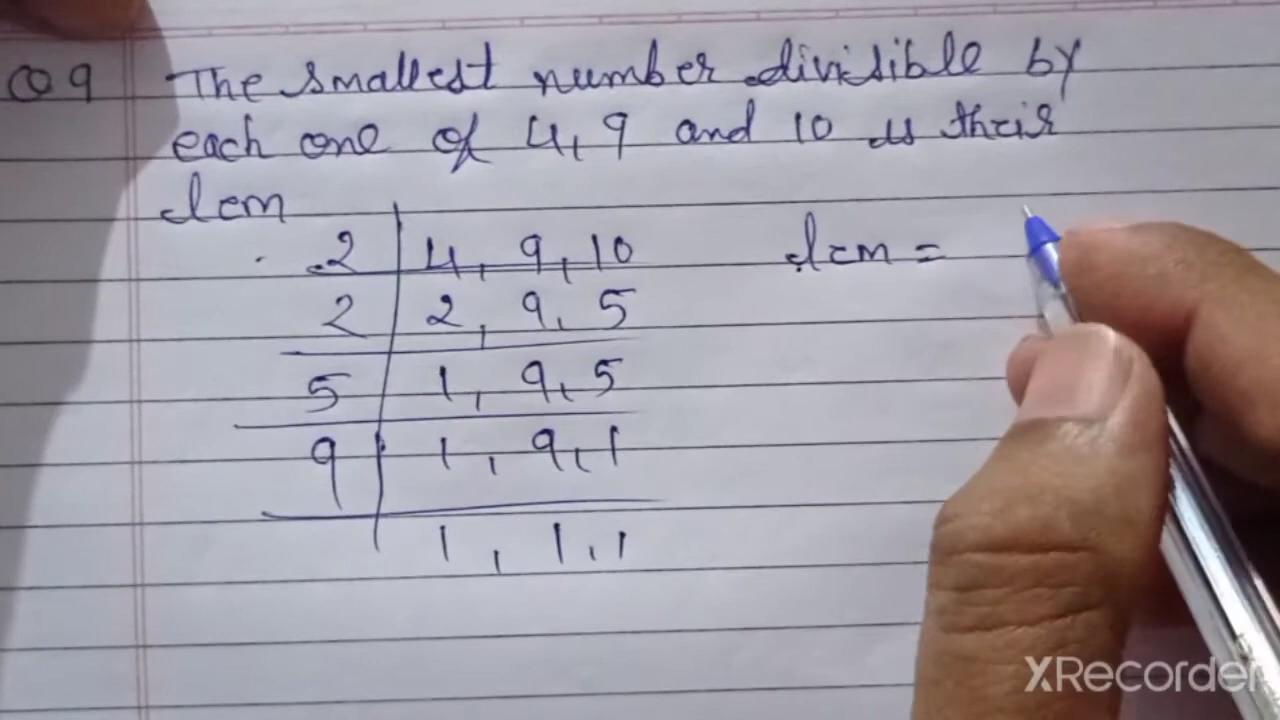 Q 9 The smallest number divisible by
each one of 4, 9 and 10 is their
lcm
2 | 4, 9, 10
2 | 2, 9, 5
5 | 1, 9, 5
9 | 1, 9, 1
1, 1, 1
lcm =
XRecorder